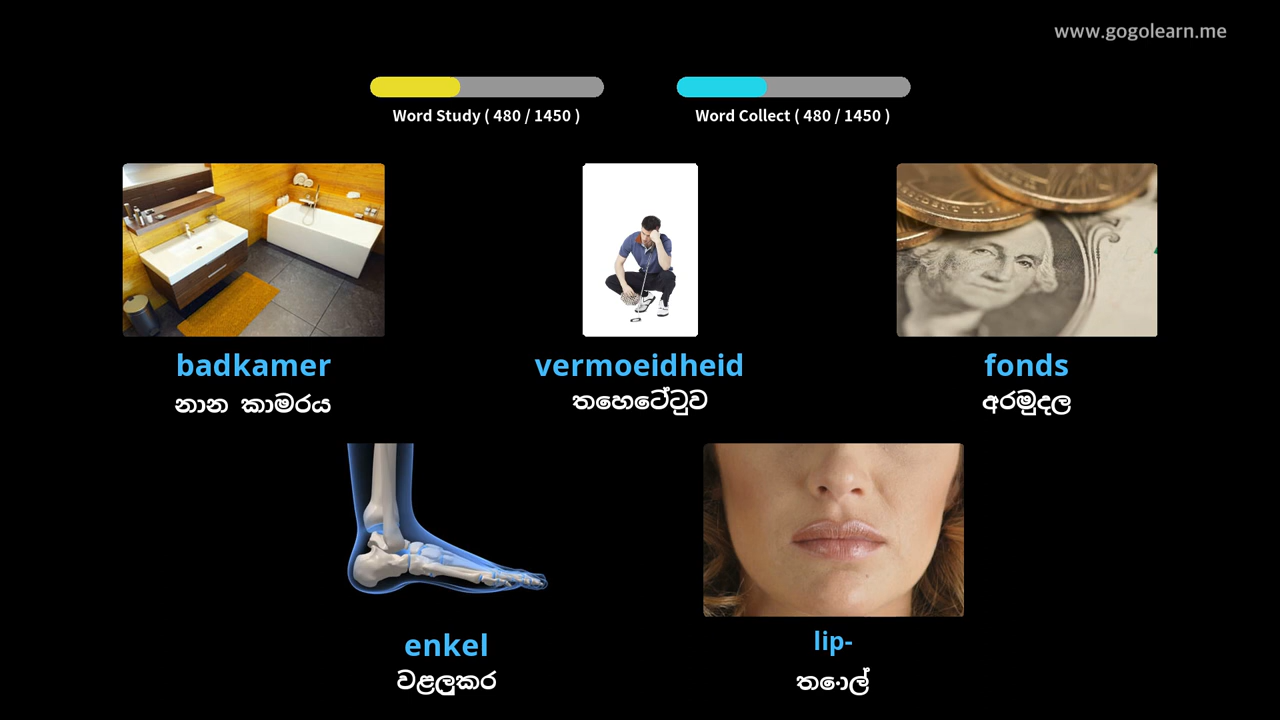 www.gogolearn.me
Word Study ( 480 / 1450 )
Word Collect ( 480 / 1450 )
badkamer
නාන කාමරය
vermoeidheid
තෙහෙට්ටුව
fonds
අරමුදල
enkel
වළලුකර
lip-
තොල්